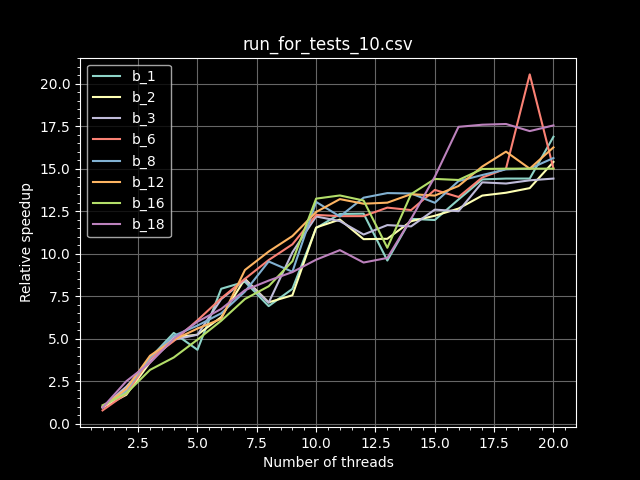 run_for_tests_10.csv
b_1
b_2
b_3
b_6
b_8
b_12
b_16
b_18
Relative speedup
20.0
17.5
15.0
12.5
10.0
7.5
5.0
2.5
0.0
2.5 5.0 7.5 10.0 12.5 15.0 17.5 20.0
Number of threads